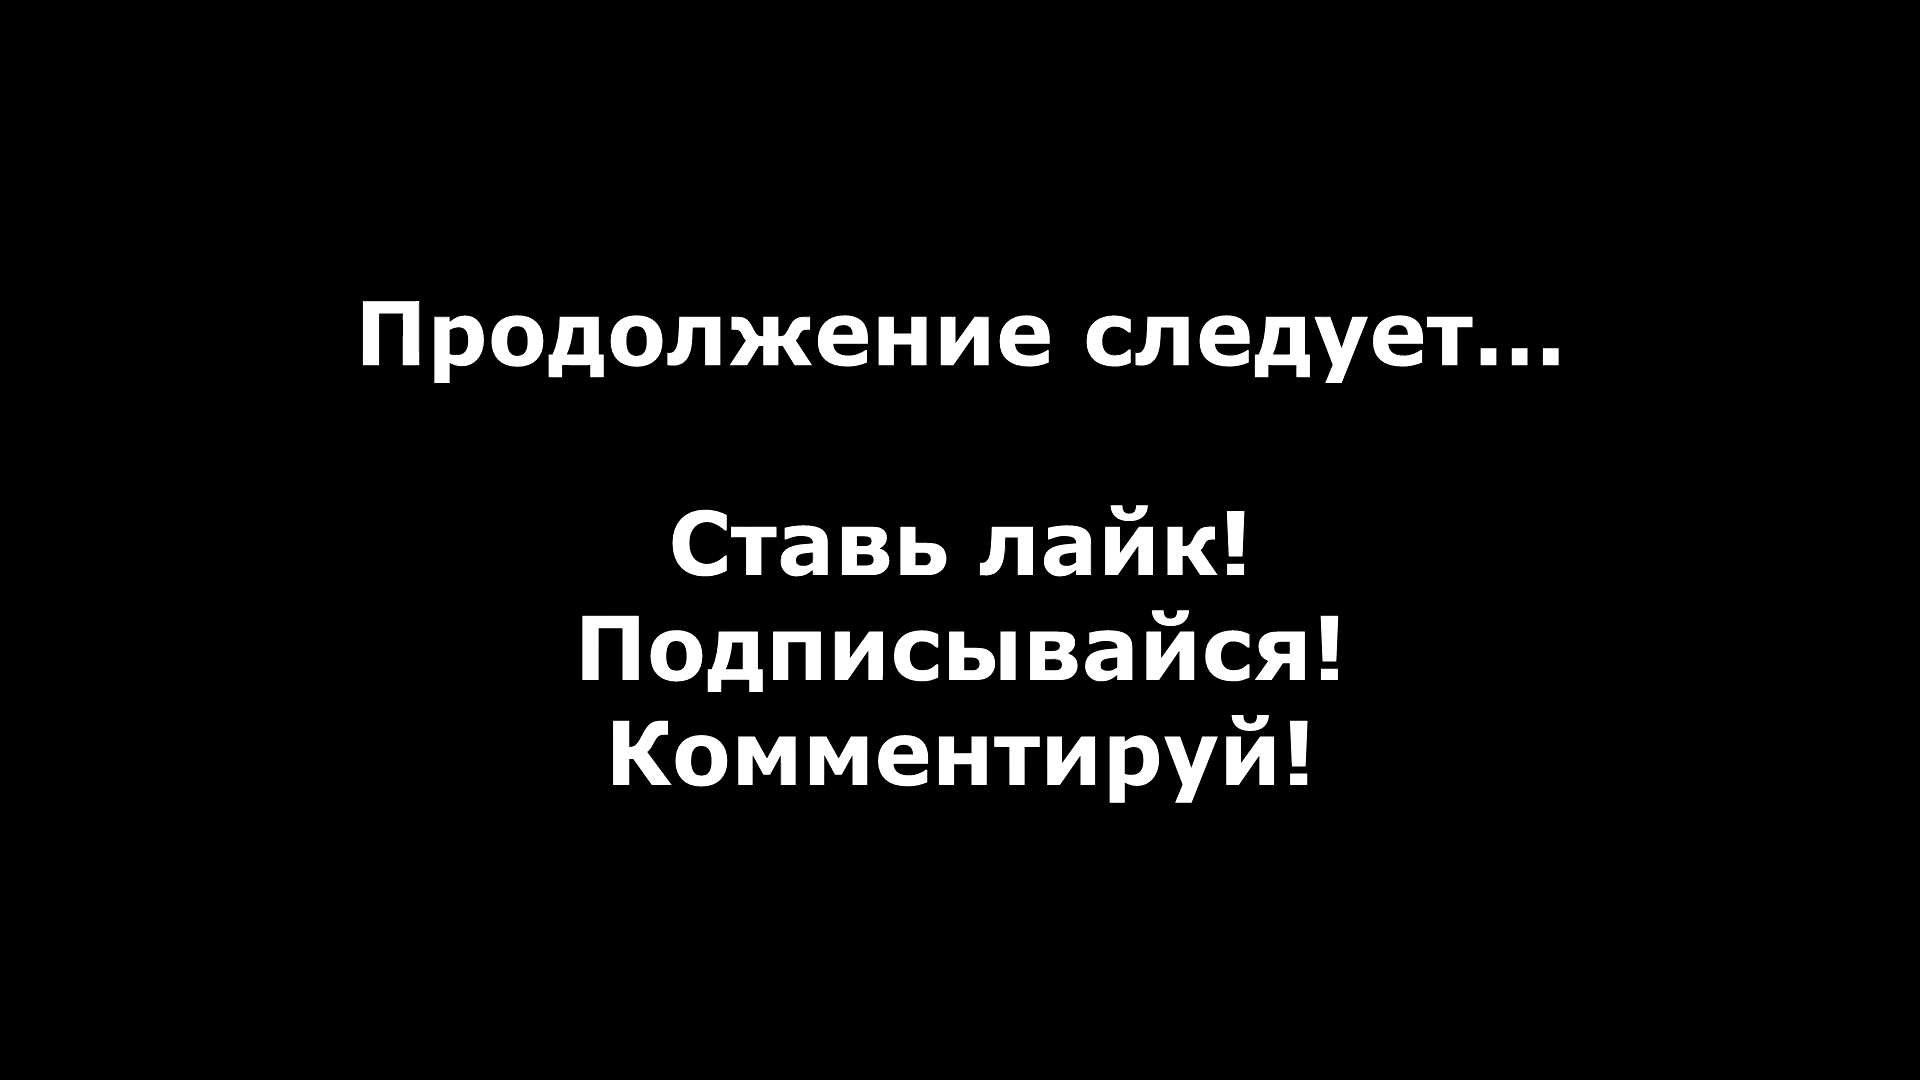 Продолжение следует...
Ставь лайк!
Подписывайся!
Комментируй!